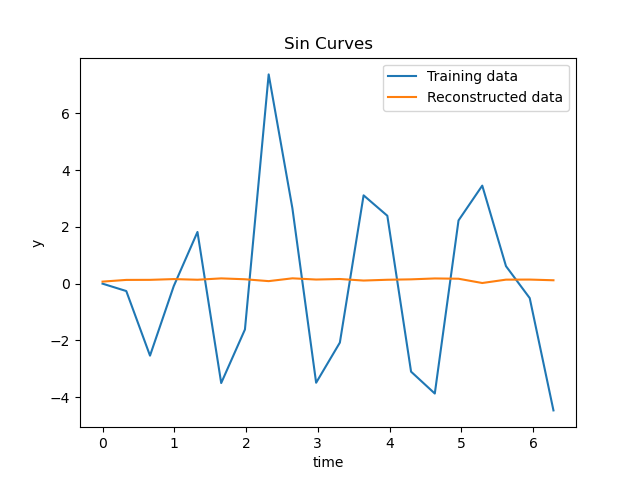 Sin Curves
Training data
Reconstructed data
y
6
4
2
0
−2
−4
0 1 2 3 4 5 6
time